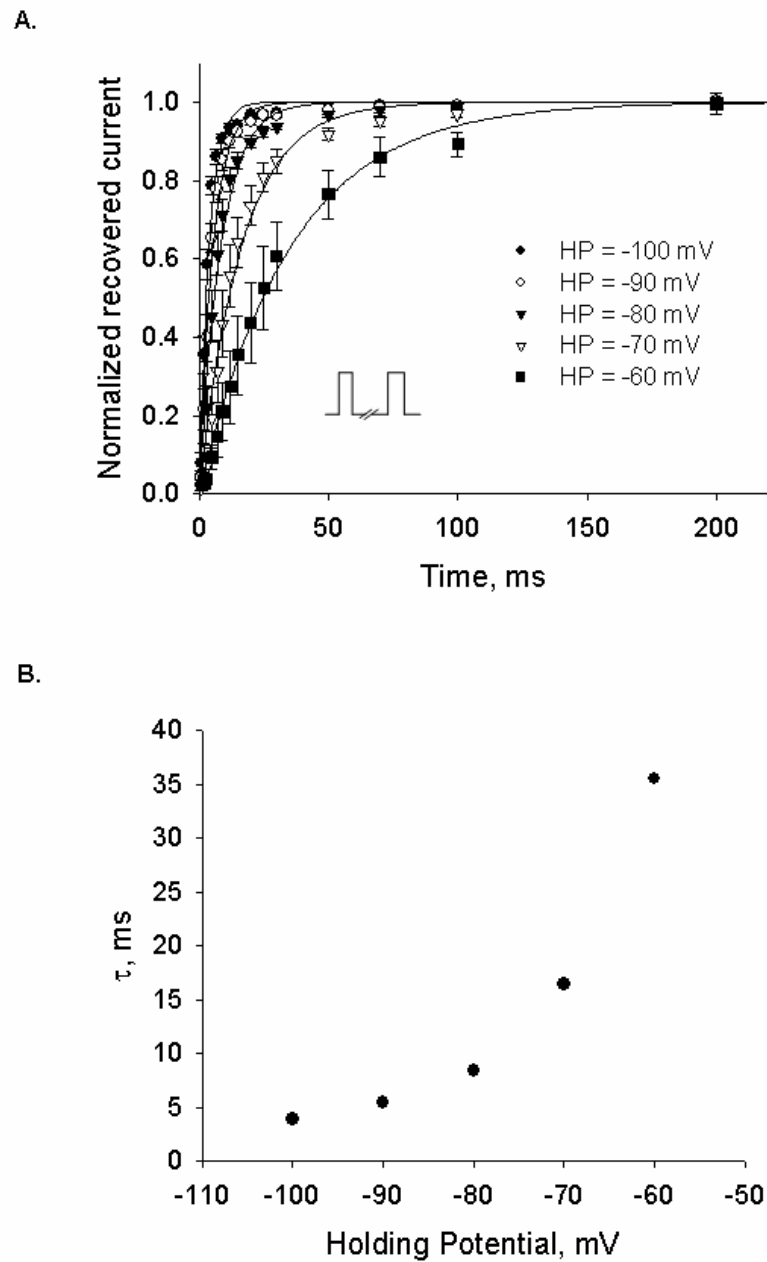 A.
Normalized recovered current
1.0
0.8
0.6
0.4
0.2
0.0
HP = -100 mV
HP = -90 mV
HP = -80 mV
HP = -70 mV
HP = -60 mV
0 50 100 150 200
Time, ms
B.
τ, ms
40
35
30
25
20
15
10
5
0
-110 -100 -90 -80 -70 -60 -50
Holding Potential, mV